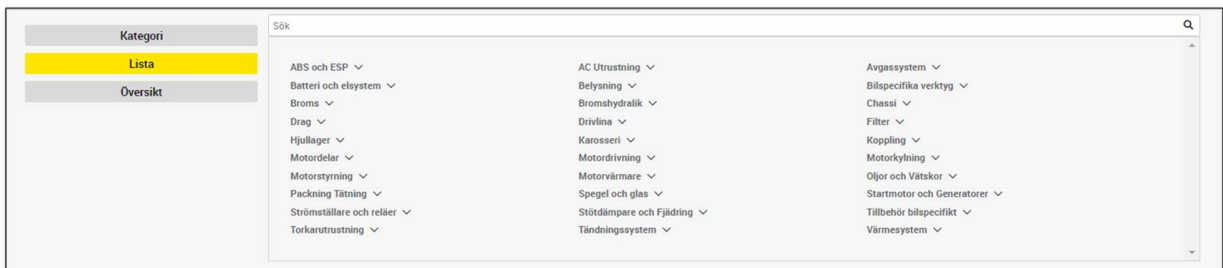 Kategori
Lista
Översikt
Sök
ABS och ESP AC Utrustning Avgassystem
Batteri och elsystem Belysning Bilspecifika verktyg
Broms Bromshydralik Chassi
Drag Drivlina Filter
Hjullager Karosseri Koppling
Motordelar Motordrivning Motorkylning
Motorstyrning Motorvärmare Oljor och Vätskor
Packning Tätning Spegel och glas Startmotor och Generatorer
Strömställare och reläer Stötdämpare och Fjädring Tillbehör bilspecifikt
Torkarutrustning Tändningssystem Värmesystem